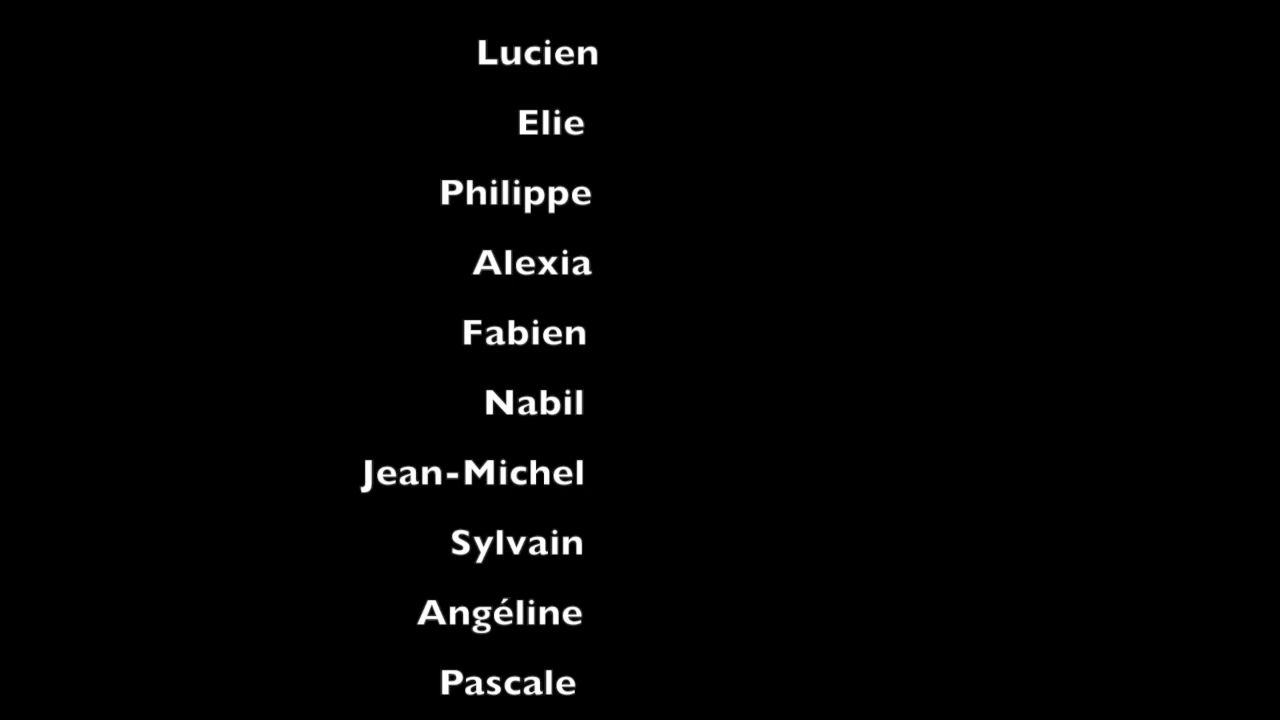 Lucien
Elie
Philippe
Alexia
Fabien
Nabil
Jean-Michel
Sylvain
Angéline
Pascale